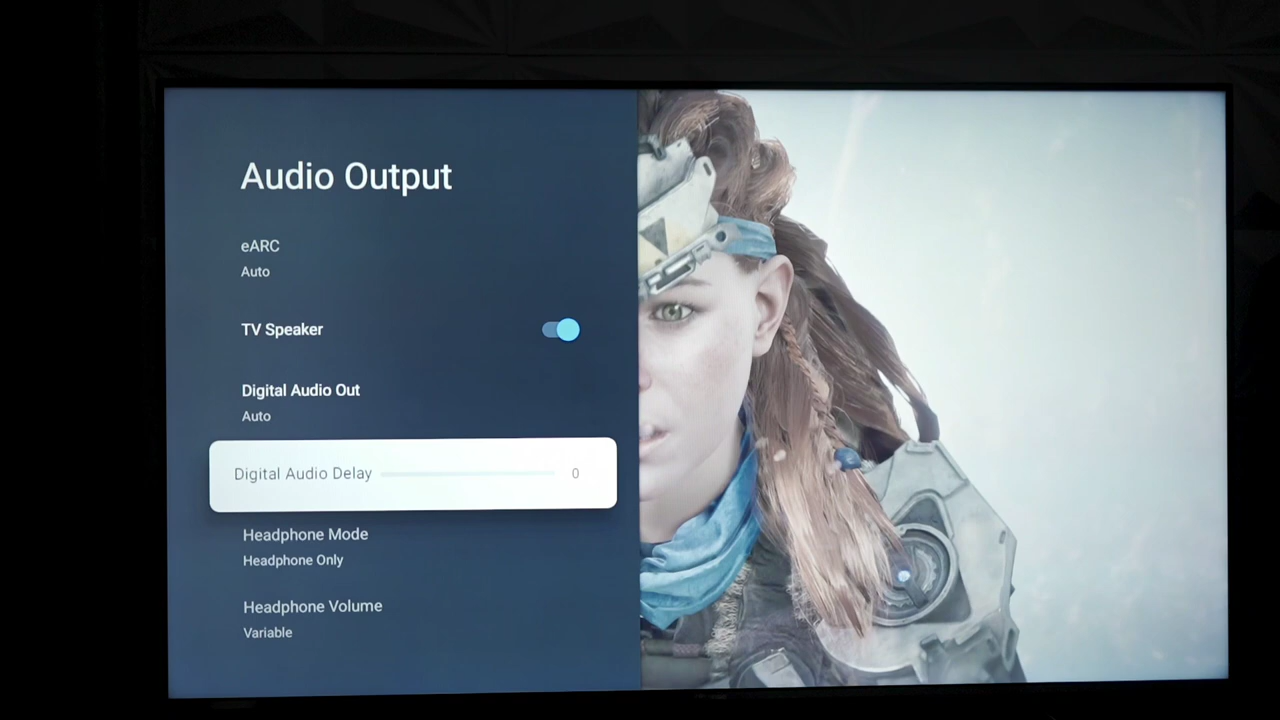 Audio Output
eARC
Auto
TV Speaker
Digital Audio Out
Auto
Digital Audio Delay 0
Headphone Mode
Headphone Only
Headphone Volume
Variable